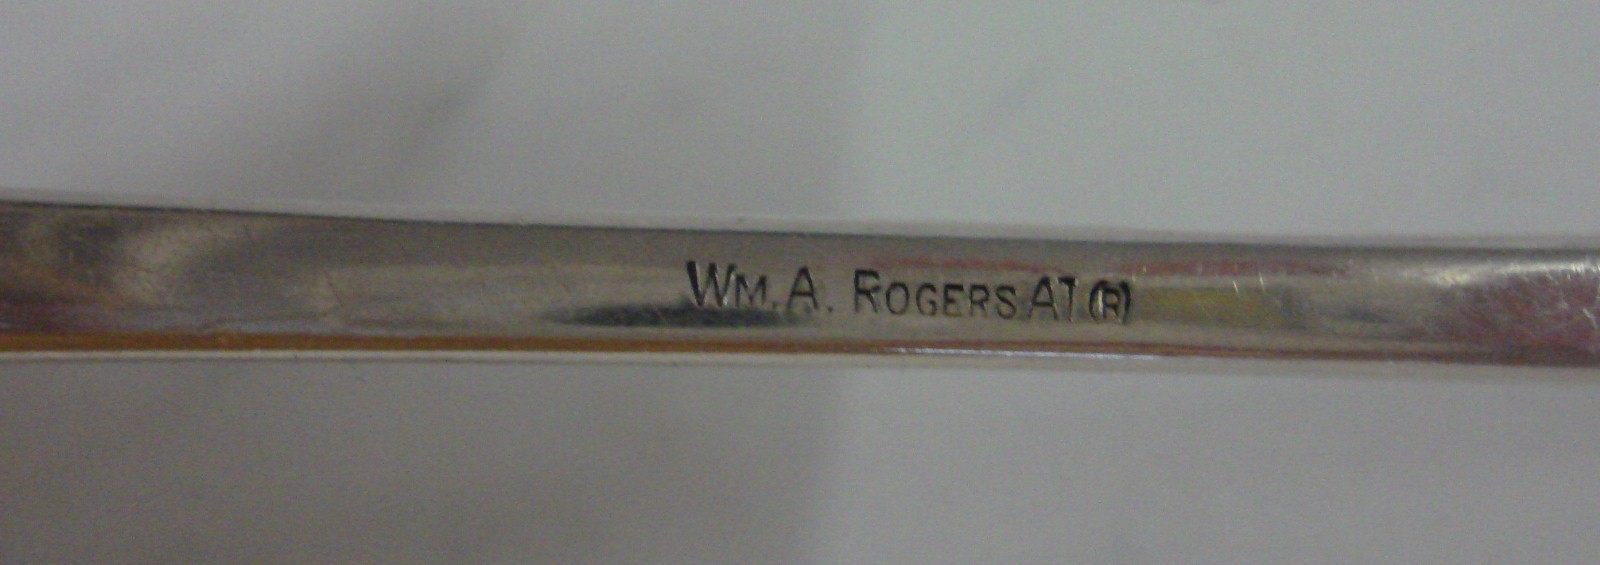 WM. A. ROGERS A1 (R)